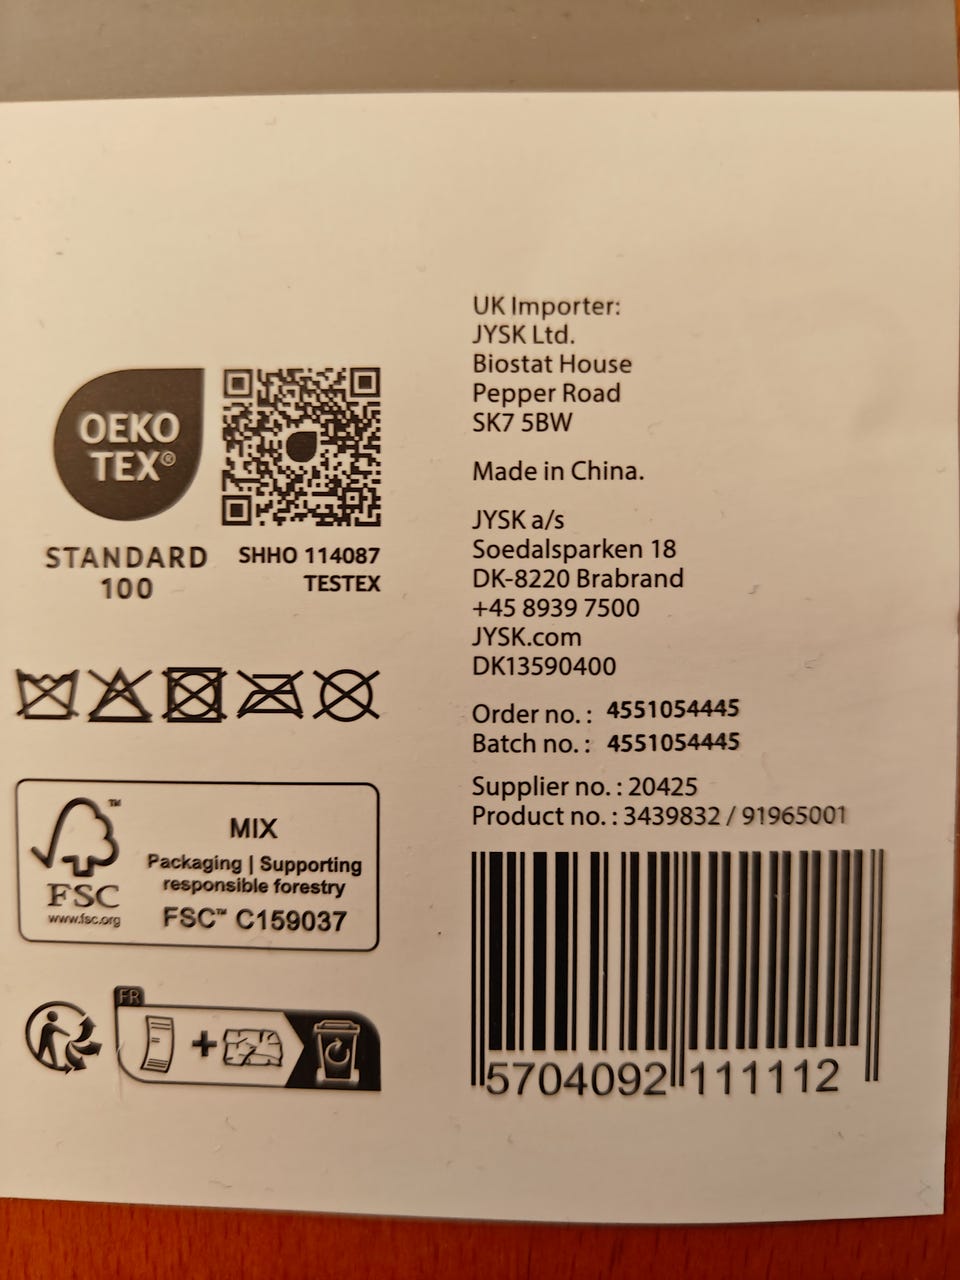 OEKO
TEX®
STANDARD
100
SHHO 114087
TESTEX
™
FSC
www.fsc.org
MIX
Packaging | Supporting
responsible forestry
FSC™ C159037
FR
UK Importer:
JYSK Ltd.
Biostat House
Pepper Road
SK7 5BW
Made in China.
JYSK a/s
Soedalsparken 18
DK-8220 Brabrand
+45 8939 7500
JYSK.com
DK13590400
Order no.: 4551054445
Batch no.: 4551054445
Supplier no.: 20425
Product no.: 3439832 / 91965001
5704092 111112